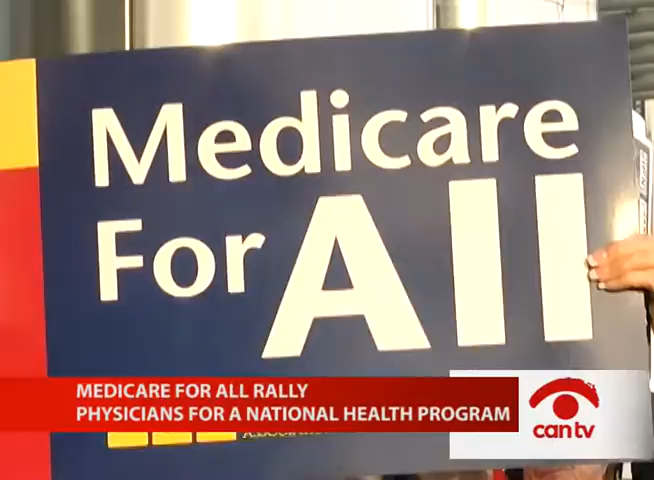 Medicare
For All
MEDICARE FOR ALL RALLY
PHYSICIANS FOR A NATIONAL HEALTH PROGRAM
can tv